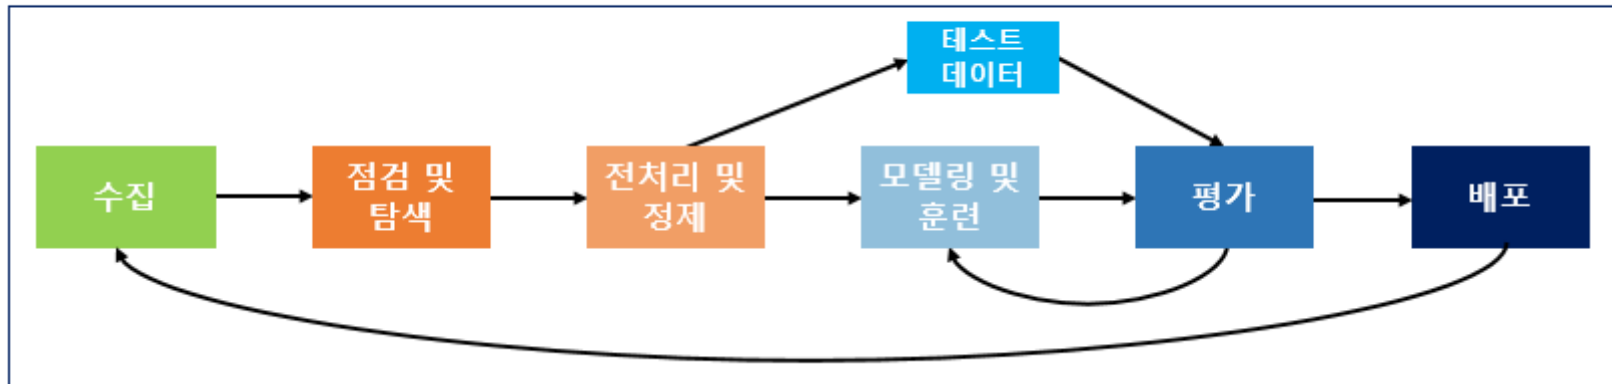 테스트
데이터
수집
점검 및
탐색
전처리 및
정제
모델링 및
훈련
평가
배포